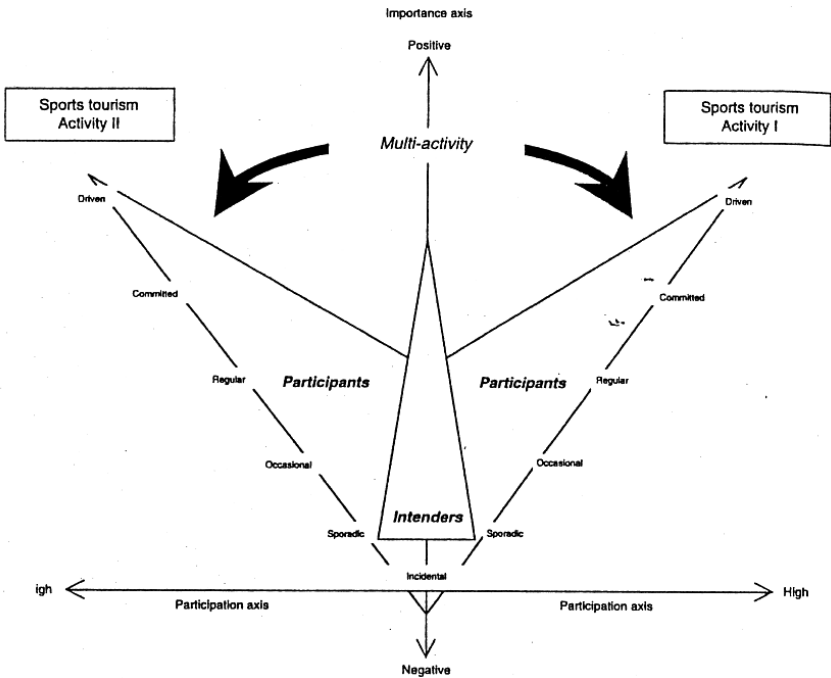 Importance axis
Positive
Sports tourism
Activity II
Sports tourism
Activity I
Multi-activity
Driven
Driven
Committed
Committed
Regular
Participants
Participants
Regular
Occasional
Occasional
Intenders
Sporadic
Sporadic
Incidental
igh
High
Participation axis
Participation axis
Negative